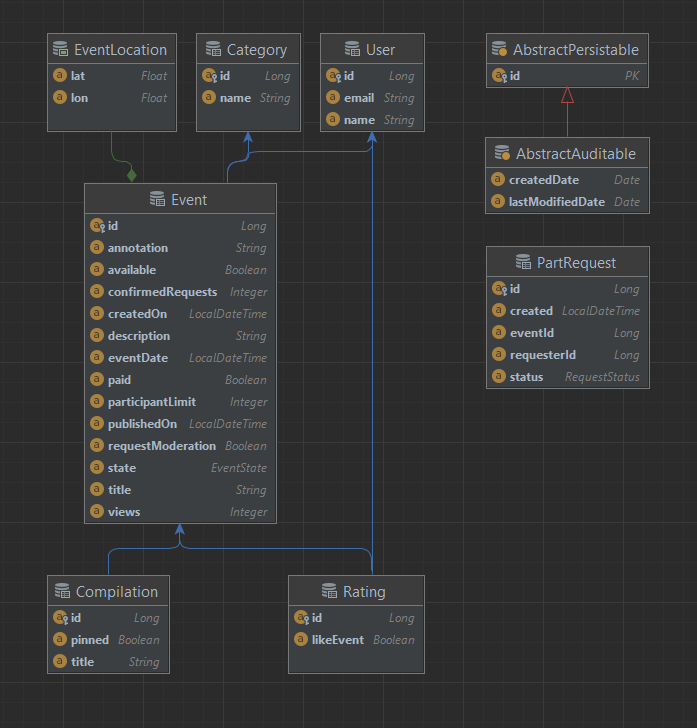 EventLocation
lat Float
lon Float
Category
id Long
name String
User
id Long
email String
name String
AbstractPersistable
id PK
AbstractAuditable
createdDate Date
lastModifiedDate Date
Event
id Long
annotation String
available Boolean
confirmedRequests Integer
createdOn LocalDateTime
description String
eventDate LocalDateTime
paid Boolean
participantLimit Integer
publishedOn LocalDateTime
requestModeration Boolean
state EventState
title String
views Integer
PartRequest
id Long
created LocalDateTime
eventId Long
requesterId Long
status RequestStatus
Compilation
id Long
pinned Boolean
title String
Rating
id Long
likeEvent Boolean